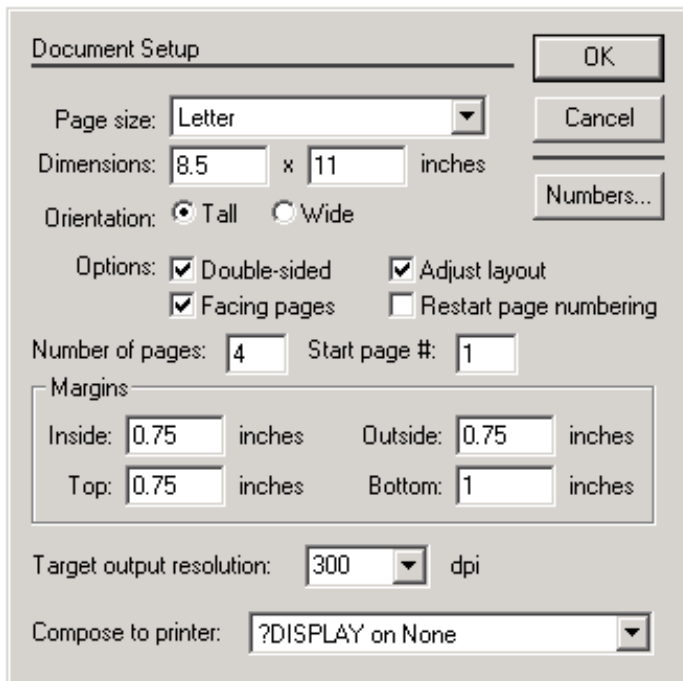 Document Setup
OK
Page size: Letter
Cancel
Dimensions: 8.5 x 11 inches
Numbers...
Orientation: Tall Wide
Options: Double-sided Adjust layout
Facing pages Restart page numbering
Number of pages: 4 Start page #: 1
Margins
Inside: 0.75 inches Outside: 0.75 inches
Top: 0.75 inches Bottom: 1 inches
Target output resolution: 300 dpi
Compose to printer: ?DISPLAY on None